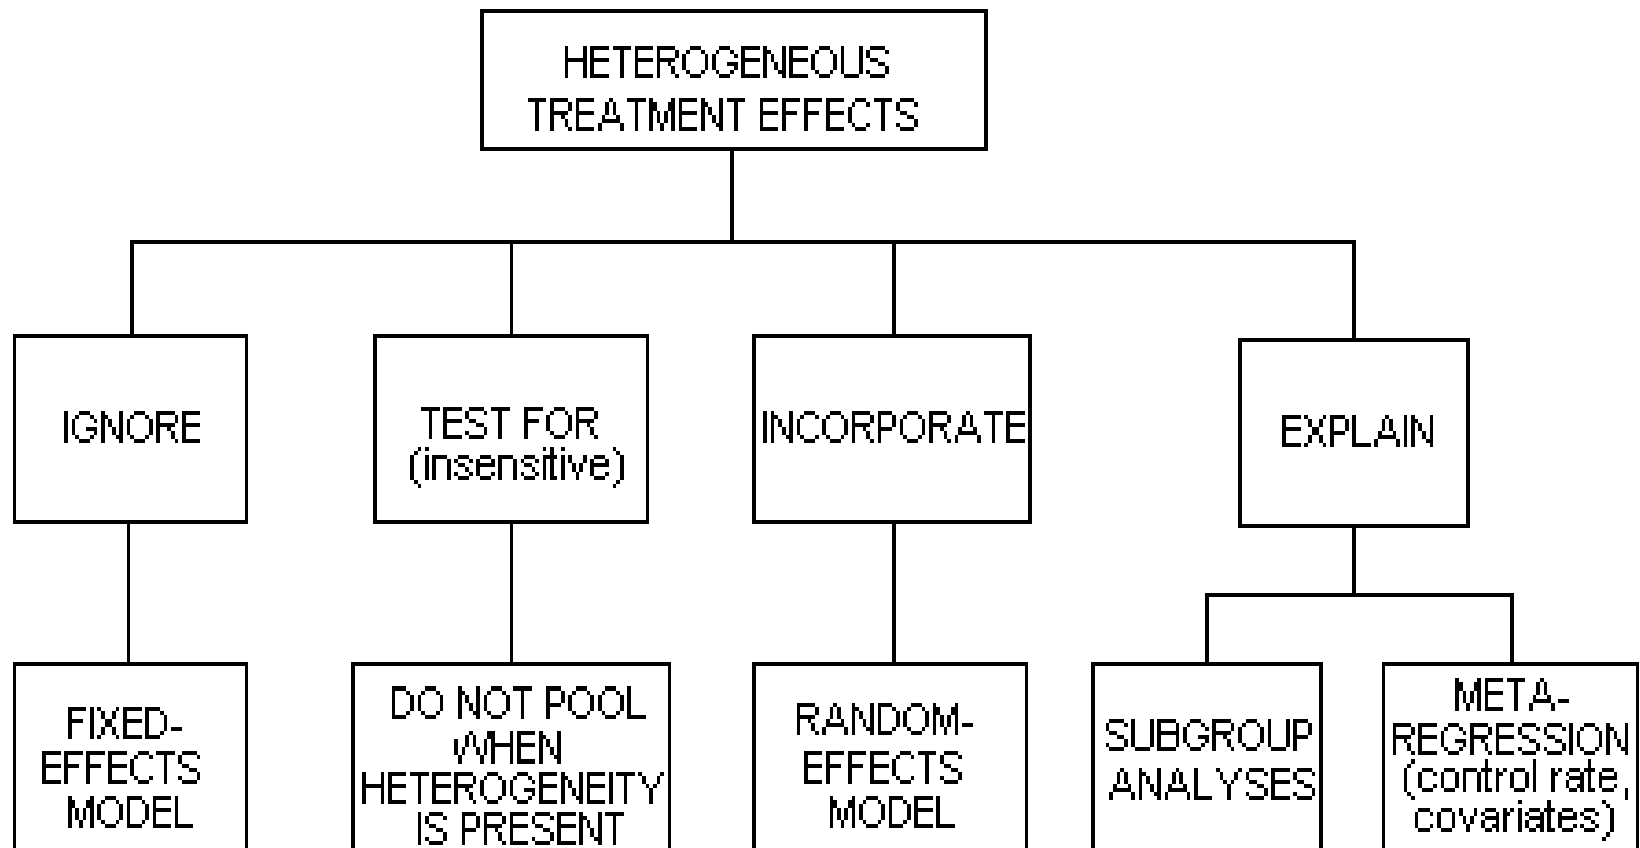 HETEROGENEOUS
TREATMENT EFFECTS
IGNORE
TEST FOR
(insensitive)
INCORPORATE
EXPLAIN
FIXED-
EFFECTS
MODEL
DO NOT POOL
WHEN
HETEROGENEITY
IS PRESENT
RANDOM-
EFFECTS
MODEL
SUBGROUP
ANALYSES
META-
REGRESSION
(control rate,
covariates)